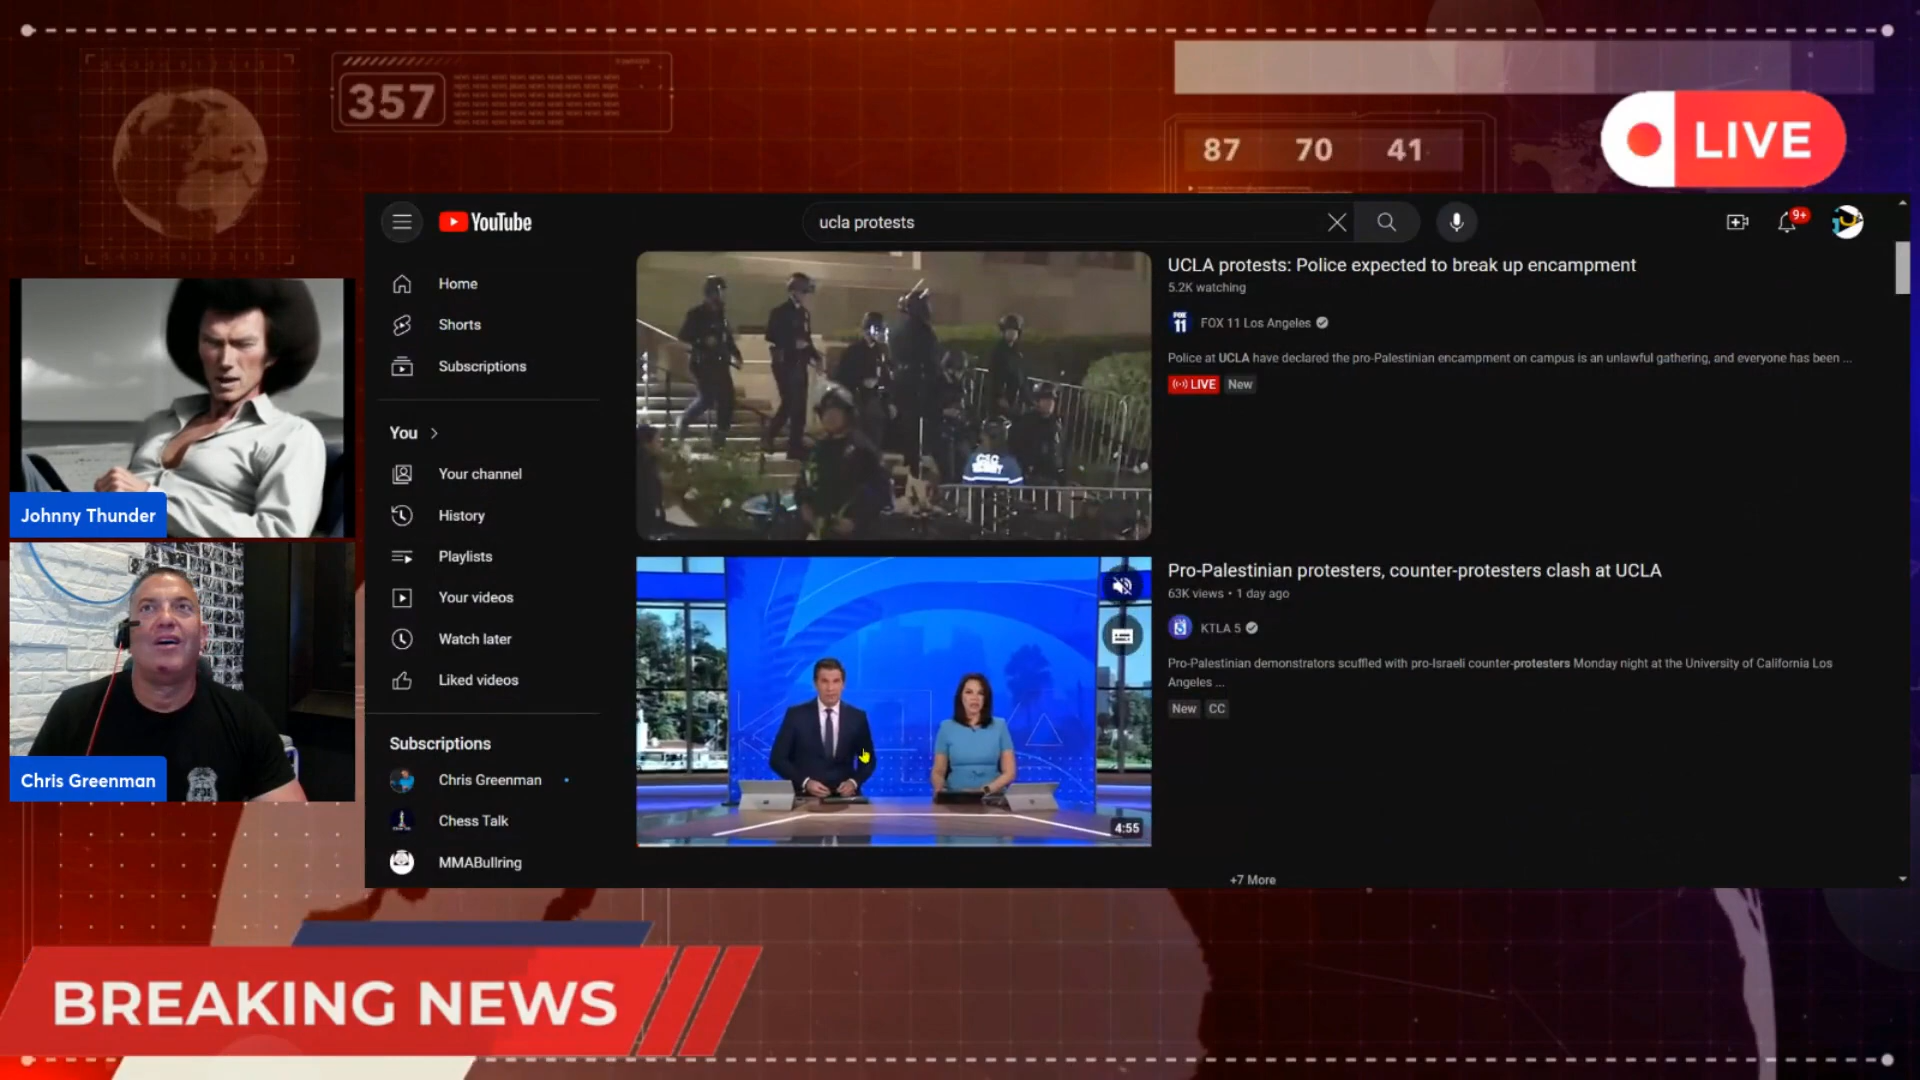 357
87 70 41
LIVE
YouTube
ucla protests
9+
Home
Shorts
Subscriptions
You
Your channel
History
Playlists
Your videos
Watch later
Liked videos
Subscriptions
Chris Greenman
Chess Talk
MMABullring
UCLA protests: Police expected to break up encampment
5.2K watching
FOX 11
FOX 11 Los Angeles
Police at UCLA have declared the pro-Palestinian encampment on campus is an unlawful gathering, and everyone has been ...
LIVE New
Pro-Palestinian protesters, counter-protesters clash at UCLA
63K views • 1 day ago
KTLA 5
Pro-Palestinian demonstrators scuffled with pro-Israeli counter-protesters Monday night at the University of California Los
Angeles ...
New CC
4:55
+7 More
Johnny Thunder
Chris Greenman
BREAKING NEWS